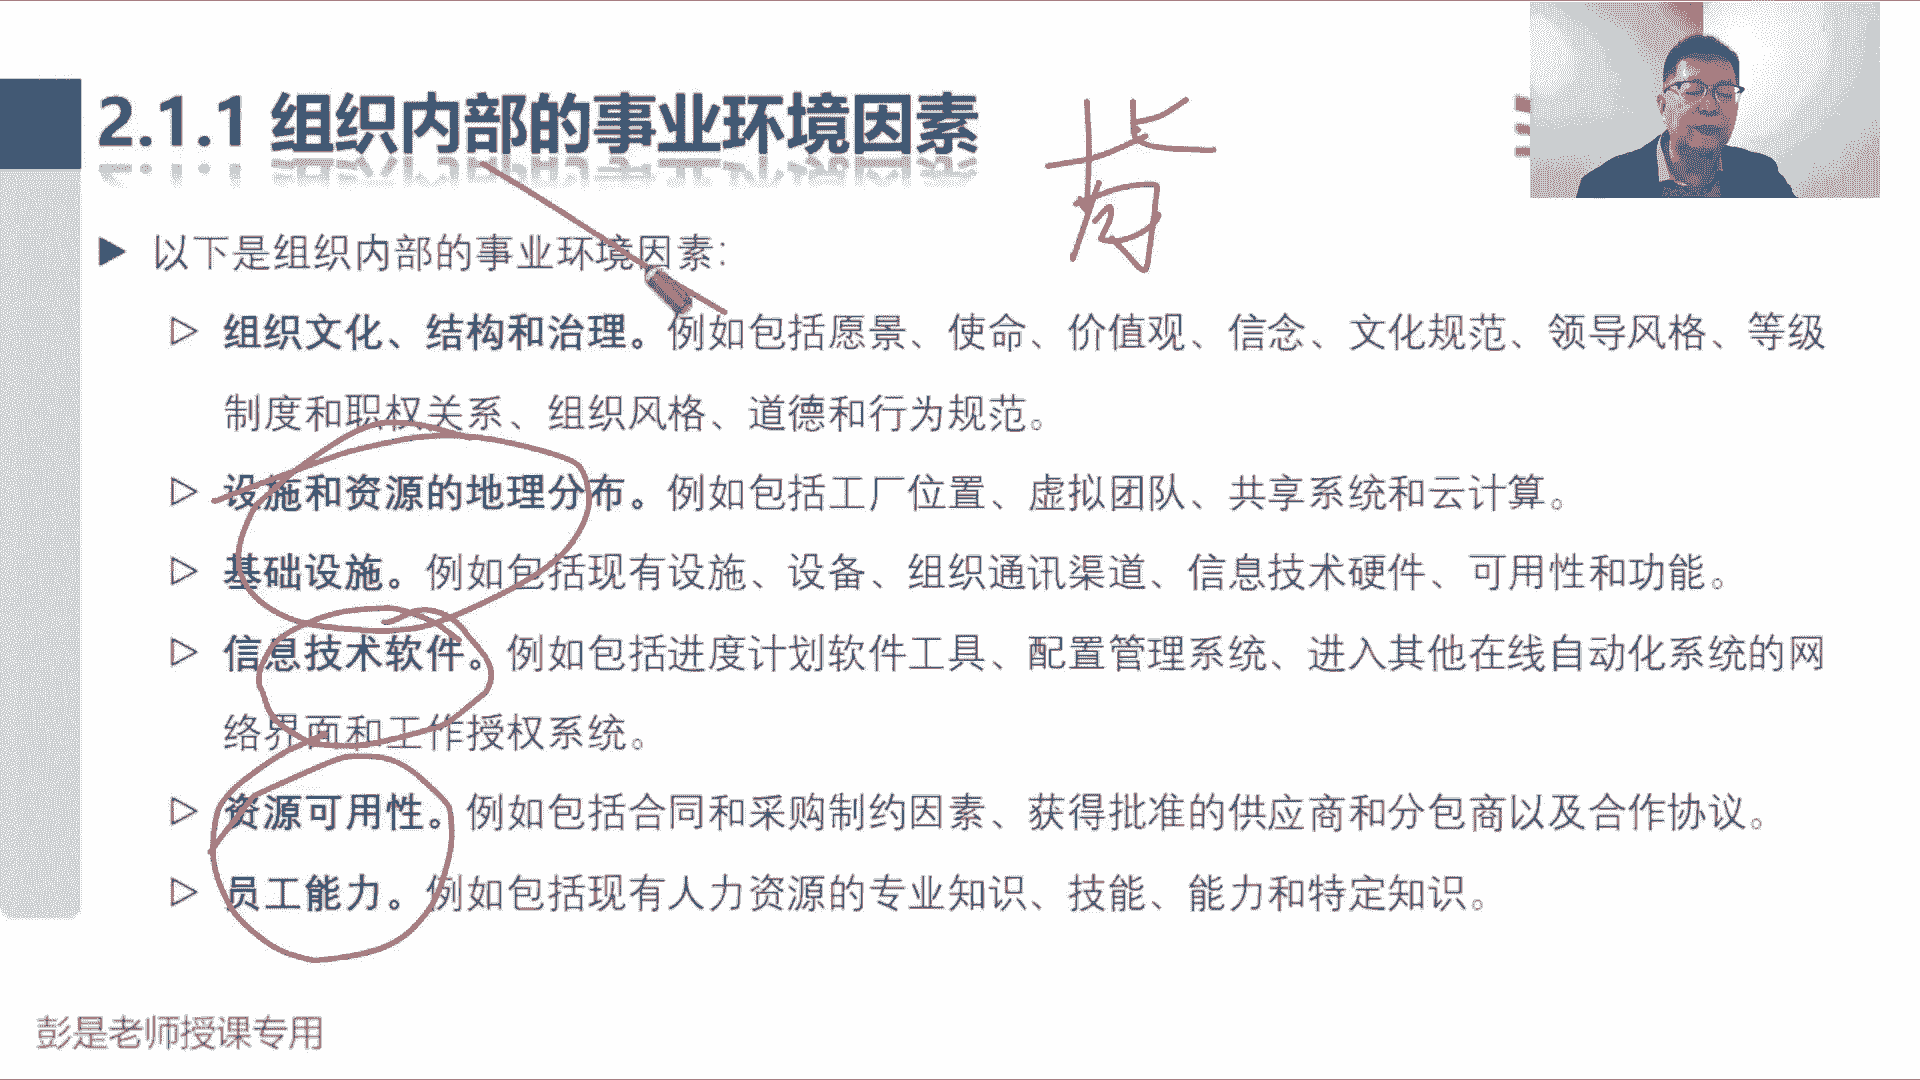 2.1.1 组织内部的事业环境因素
背
以下是组织内部的事业环境因素：
组织文化、结构和治理。例如包括愿景、使命、价值观、信念、文化规范、领导风格、等级
制度和职权关系、组织风格、道德和行为规范。
设施和资源的地理分布。例如包括工厂位置、虚拟团队、共享系统和云计算。
基础设施。例如包括现有设施、设备、组织通讯渠道、信息技术硬件、可用性和功能。
信息技术软件。例如包括进度计划软件工具、配置管理系统、进入其他在线自动化系统的网
络界面和工作授权系统。
资源可用性。例如包括合同和采购制约因素、获得批准的供应商和分包商以及合作协议。
员工能力。例如包括现有人力资源的专业知识、技能、能力和特定知识。
彭是老师授课专用